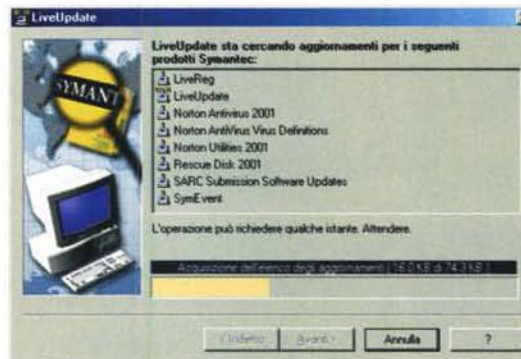 LiveUpdate
LiveUpdate sta cercando aggiornamenti per i seguenti
prodotti Symantec:
SYMANT
LiveReg
LiveUpdate
Norton Antivirus 2001
Norton AntiVirus Virus Definitions
Norton Utilities 2001
Rescue Disk 2001
SARC Submission Software Updates
SymEvent
L'operazione può richiedere qualche istante. Attendere.
Acquisizione dell'elenco degli aggiornamenti (16.0 KB di 74.3 KB)
< Indietro
Avanti >
Annulla
?